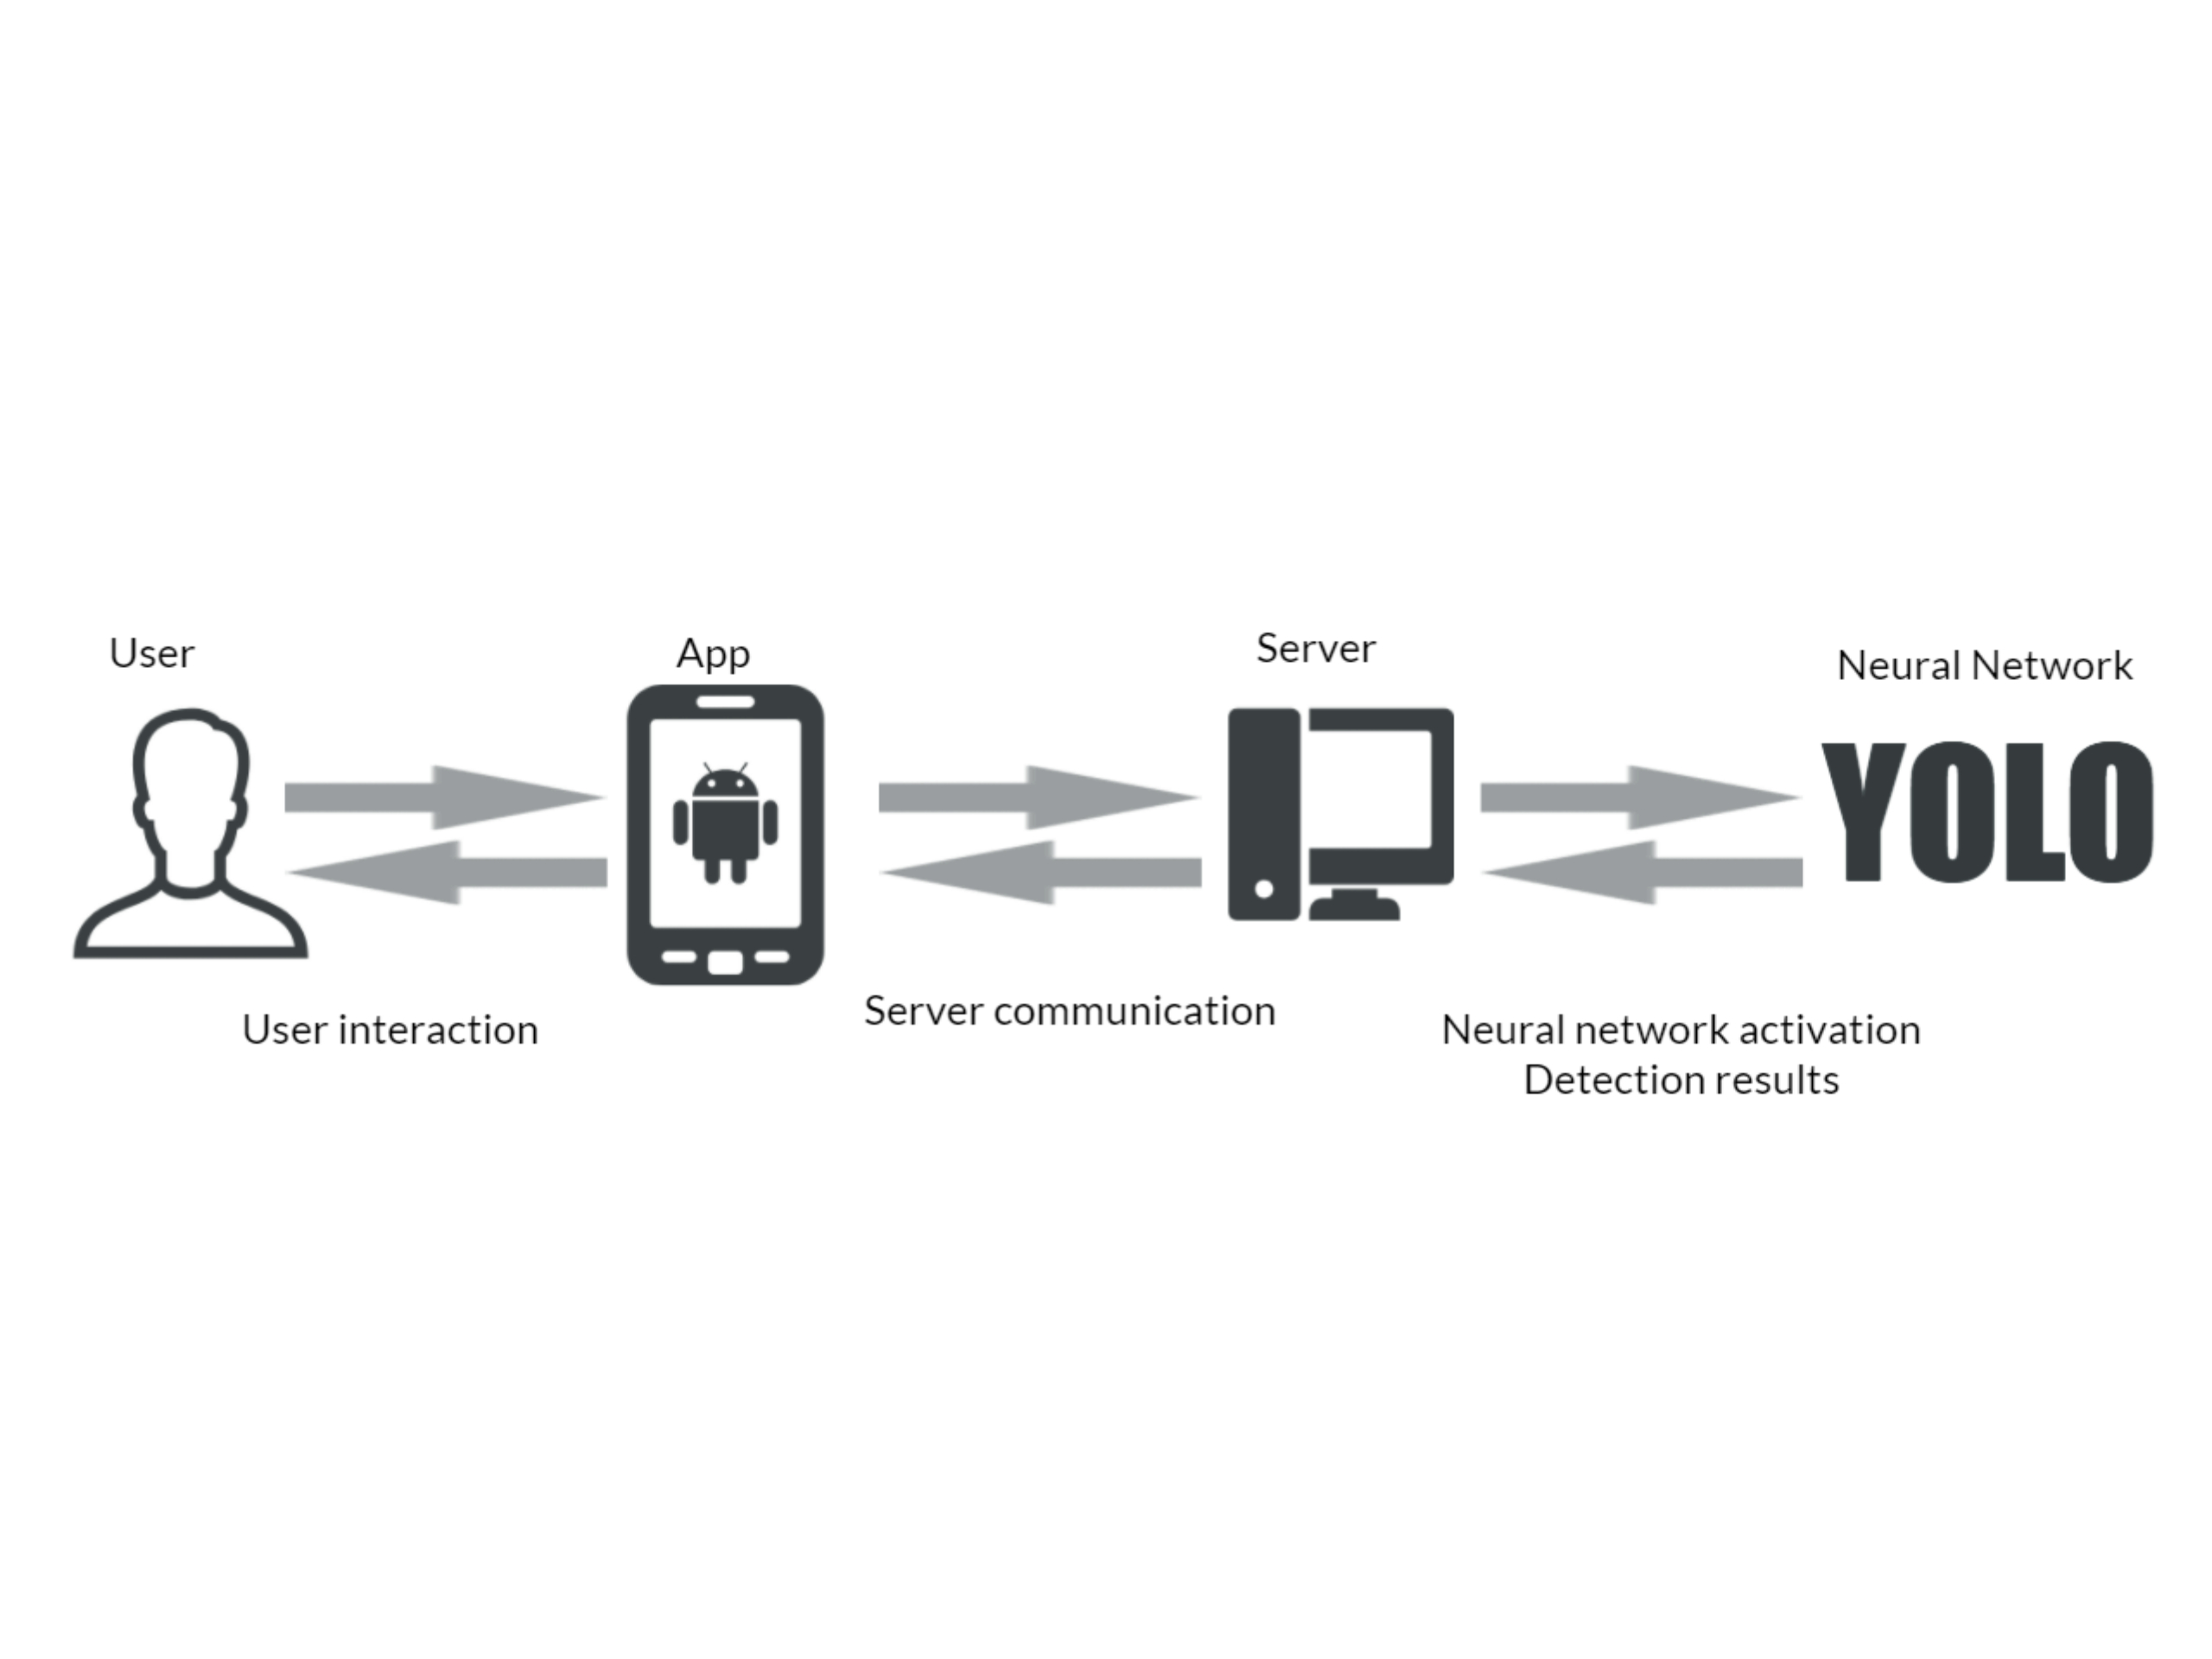 User
App
Server
Neural Network
YOLO
User interaction
Server communication
Neural network activation
Detection results